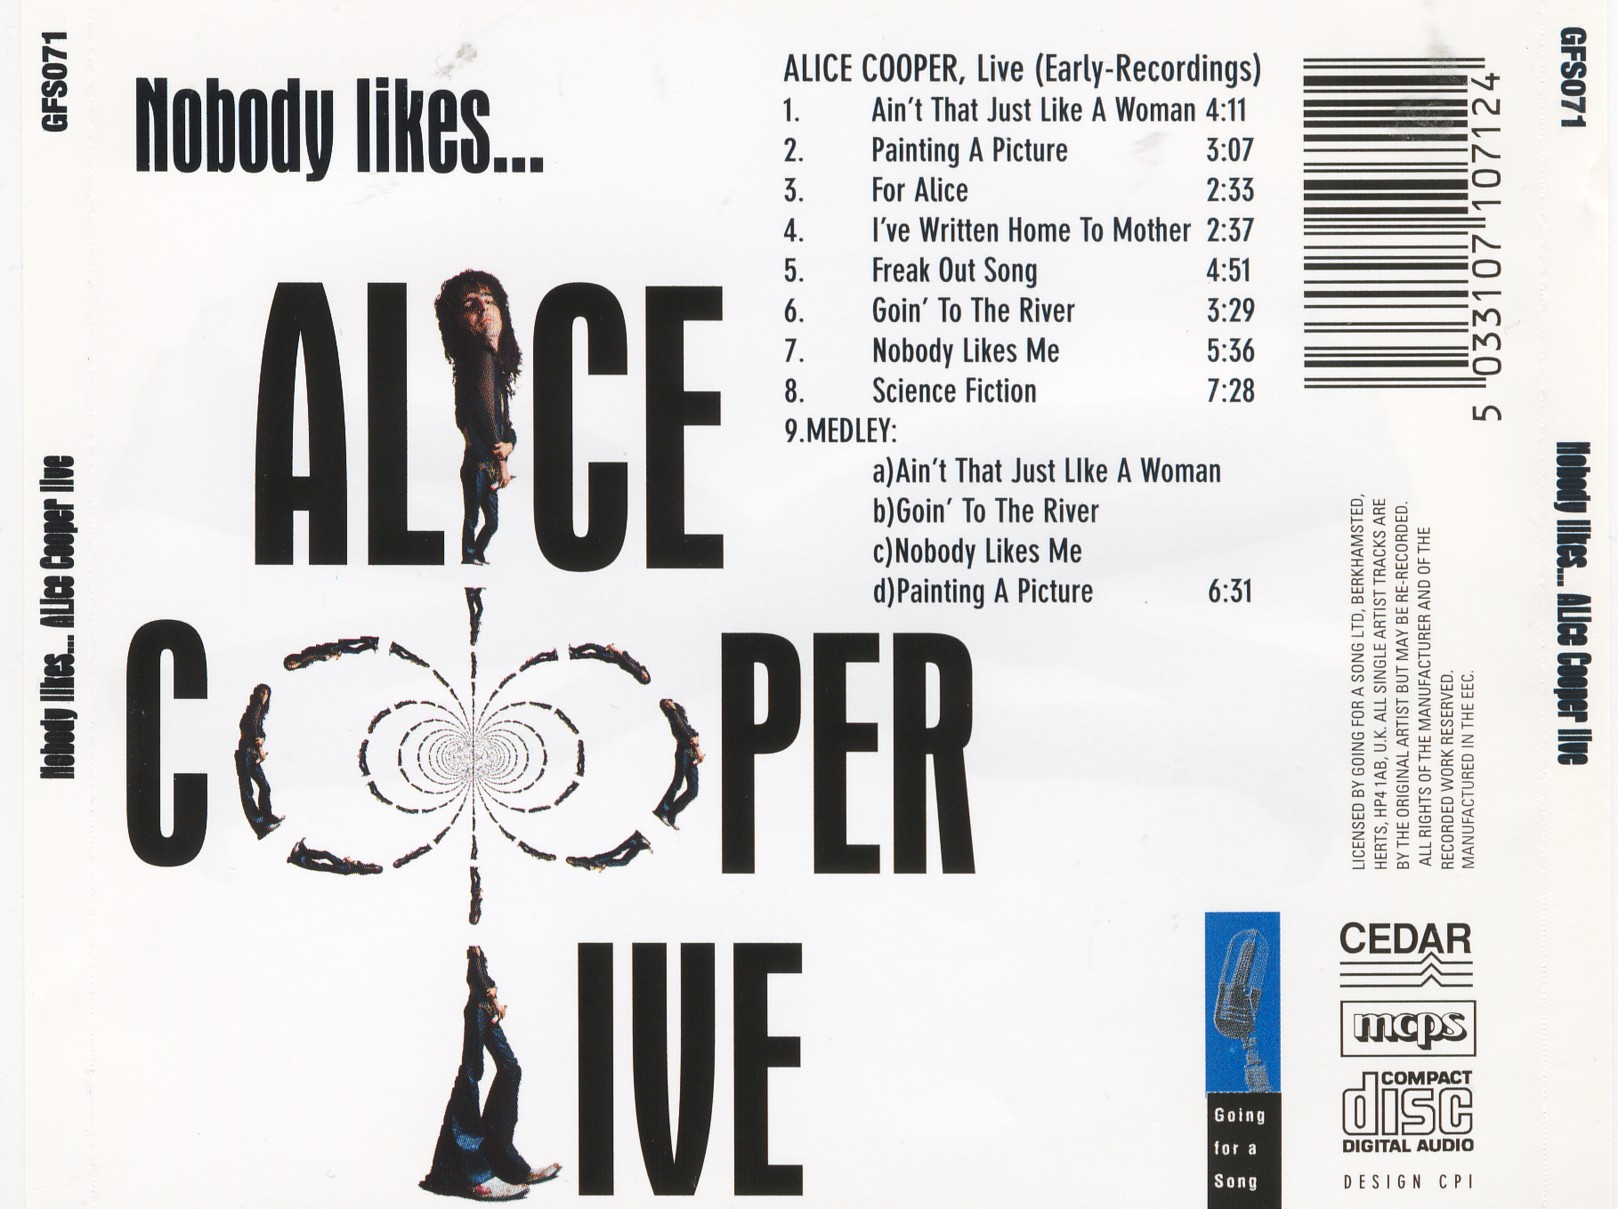 GFS071
Nobody likes... ALice Cooper live
Nobody likes...
ALICE
COOPER
LIVE
ALICE COOPER, Live (Early-Recordings)
1. Ain't That Just Like A Woman 4:11
2. Painting A Picture 3:07
3. For Alice 2:33
4. I've Written Home To Mother 2:37
5. Freak Out Song 4:51
6. Goin' To The River 3:29
7. Nobody Likes Me 5:36
8. Science Fiction 7:28
9.MEDLEY:
a)Ain't That Just LIke A Woman
b)Goin' To The River
c)Nobody Likes Me
d)Painting A Picture 6:31
5 033107 107124
LICENSED BY GOING FOR A SONG LTD, BERKHAMSTED,
HERTS, HP4 1AB, U.K. ALL SINGLE ARTIST TRACKS ARE
BY THE ORIGINAL ARTIST BUT MAY BE RE-RECORDED.
ALL RIGHTS OF THE MANUFACTURER AND OF THE
RECORDED WORK RESERVED.
MANUFACTURED IN THE EEC.
Going
for a
Song
CEDAR
mcps
COMPACT
disc
DIGITAL AUDIO
DESIGN CPI
GFS071
Nobody likes... ALice Cooper live